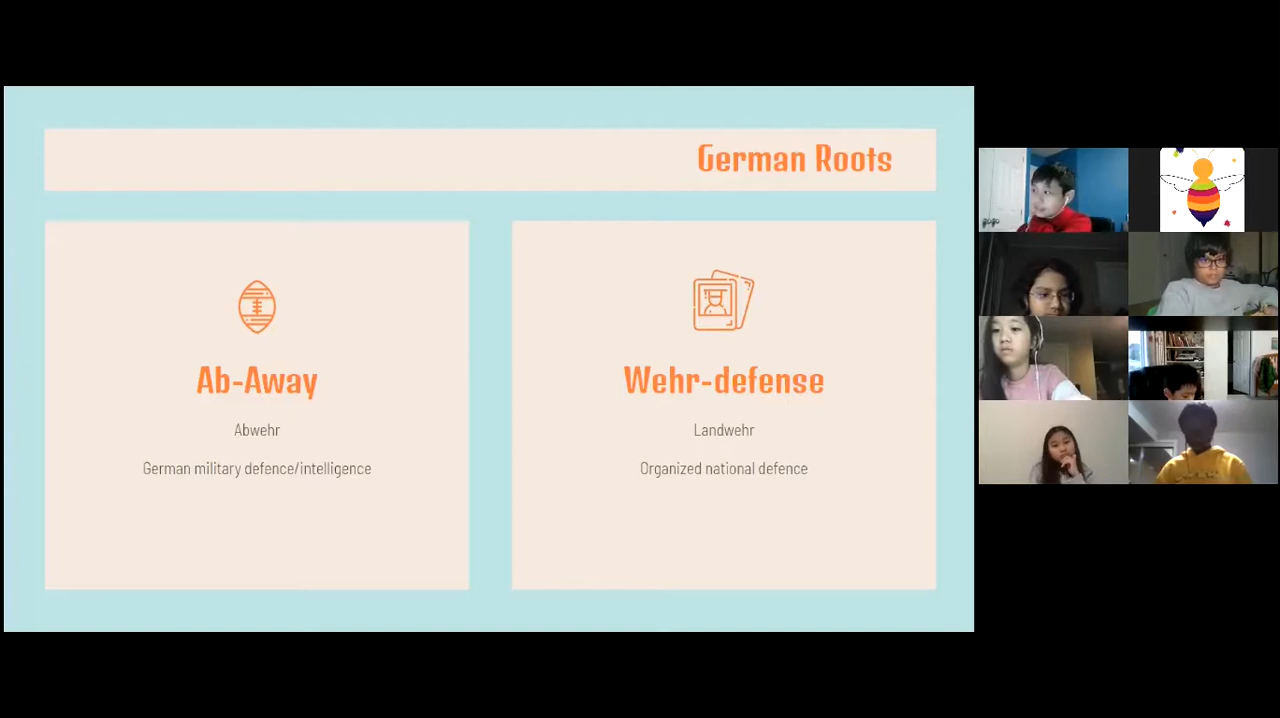 German Roots
Ab-Away
Abwehr
German military defence/intelligence
Wehr-defense
Landwehr
Organized national defence